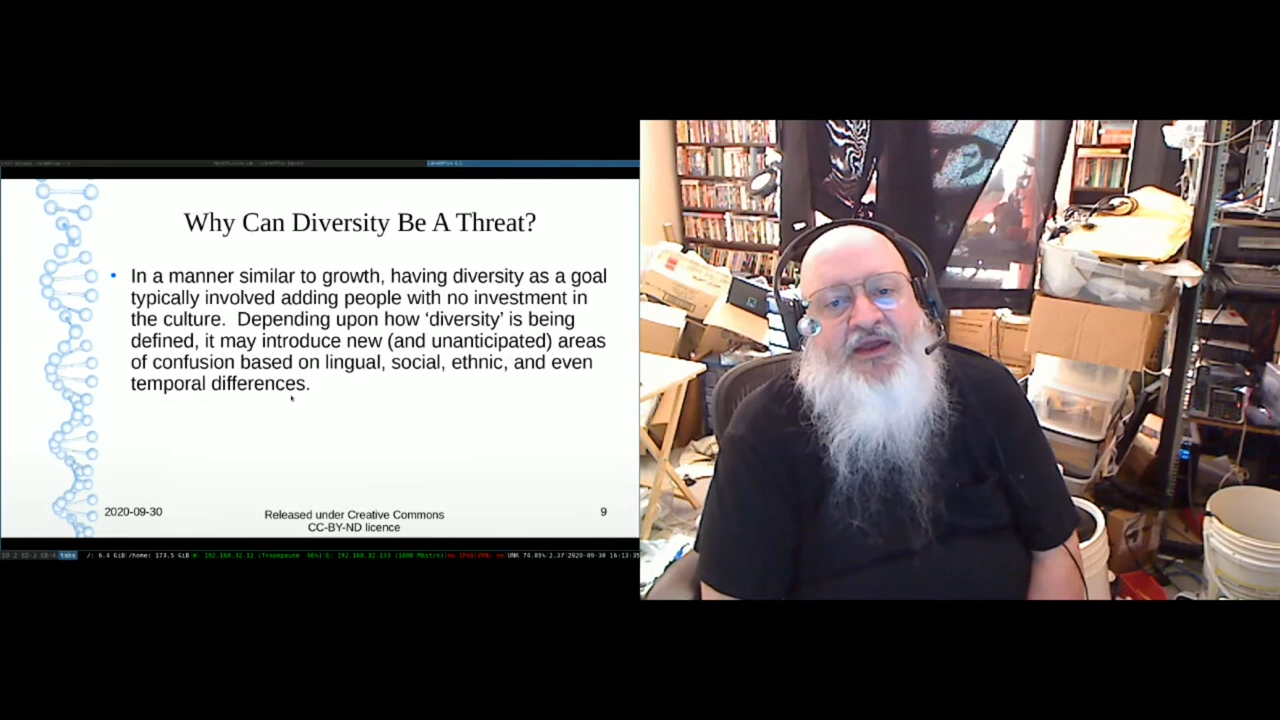 Why Can Diversity Be A Threat?
In a manner similar to growth, having diversity as a goal
typically involved adding people with no investment in
the culture.  Depending upon how ‘diversity’ is being
defined, it may introduce new (and unanticipated) areas
of confusion based on lingual, social, ethnic, and even
temporal differences.
2020-09-30
Released under Creative Commons
CC-BY-ND licence
9